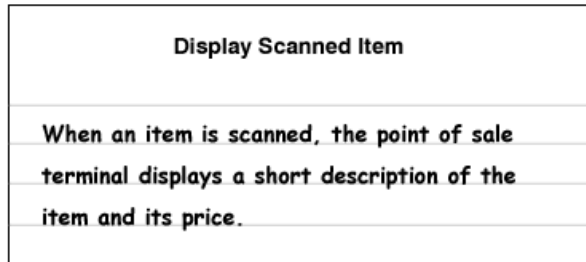 Display Scanned Item
When an item is scanned, the point of sale
terminal displays a short description of the
item and its price.